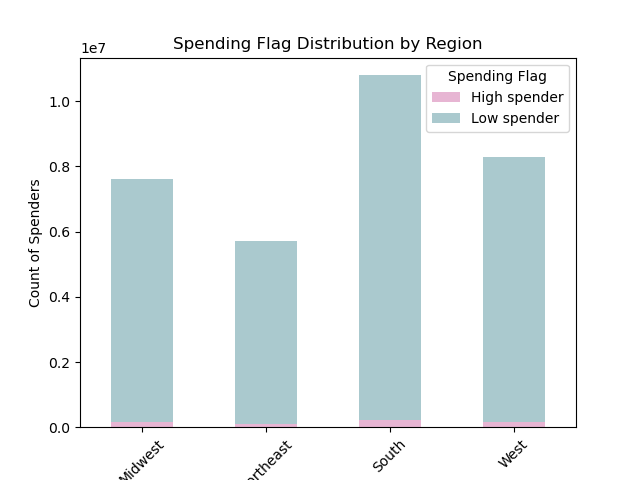 Spending Flag Distribution by Region
1e7
Spending Flag
High spender
Low spender
Count of Spenders
1.0
0.8
0.6
0.4
0.2
0.0
Midwest
ortheast
South
West